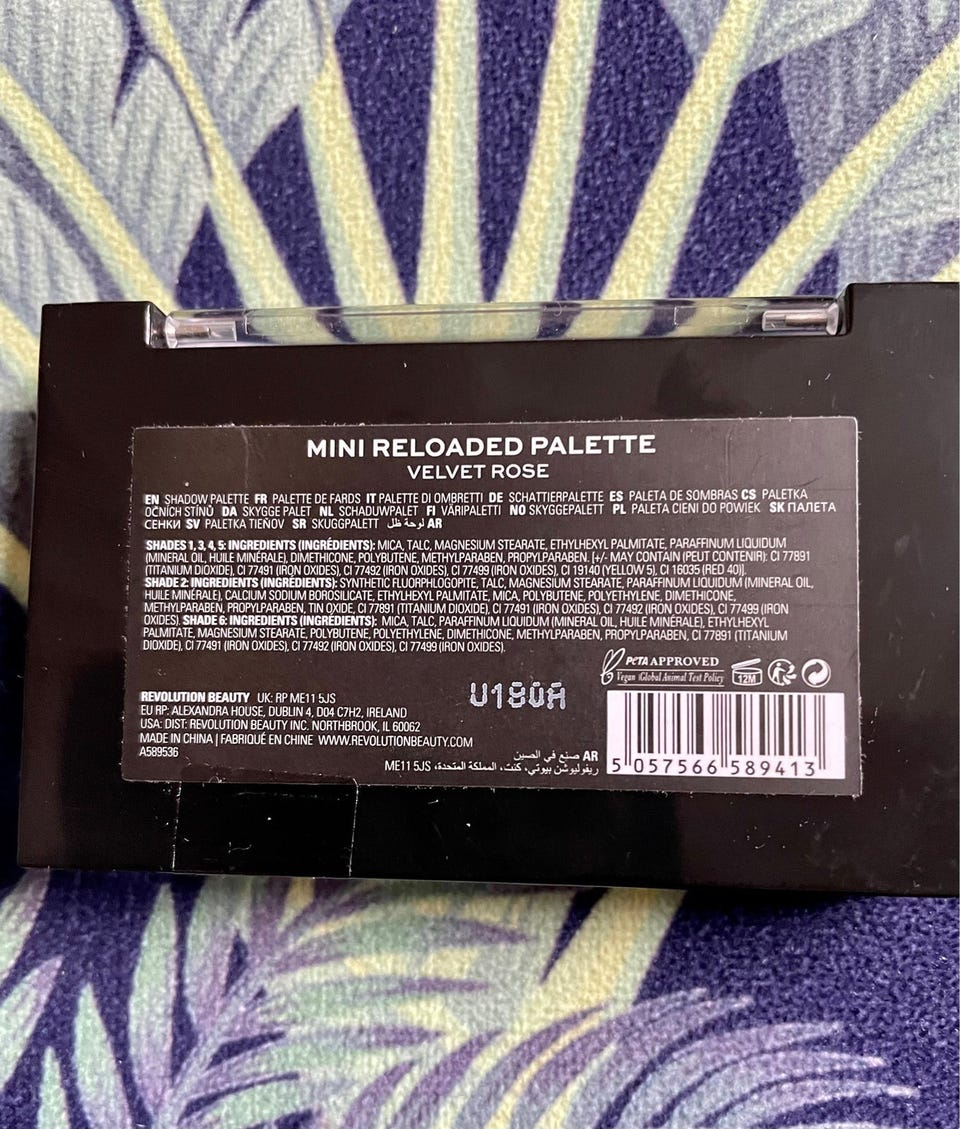 MINI RELOADED PALETTE
VELVET ROSE
EN SHADOW PALETTE FR PALETTE DE FARDS IT PALETTE DI OMBRETTI DE SCHATTIERPALETTE ES PALETA DE SOMBRAS CS PALETKA
OČNÍCH STÍNŮ DA SKYGGE PALET NL SCHADUWPALET FI VÄRIPALETTI NO SKYGGEPALETT PL PALETA CIENI DO POWIEK SK ПАЛЕТА
СЕНКИ SV PALETKA TIEŇOV SR SKUGGPALETT لوحة ظل AR
SHADES 1, 3, 4, 5: INGREDIENTS (INGRÉDIENTS): MICA, TALC, MAGNESIUM STEARATE, ETHYLHEXYL PALMITATE, PARAFFINUM LIQUIDUM
(MINERAL OIL, HUILE MINÉRALE), DIMETHICONE, POLYBUTENE, METHYLPARABEN, PROPYLPARABEN. [+/- MAY CONTAIN (PEUT CONTENIR): CI 77891
(TITANIUM DIOXIDE), CI 77491 (IRON OXIDES), CI 77492 (IRON OXIDES), CI 77499 (IRON OXIDES), CI 19140 (YELLOW 5), CI 16035 (RED 40)].
SHADE 2: INGREDIENTS (INGRÉDIENTS): SYNTHETIC FLUORPHLOGOPITE, TALC, MAGNESIUM STEARATE, PARAFFINUM LIQUIDUM (MINERAL OIL,
HUILE MINÉRALE), CALCIUM SODIUM BOROSILICATE, ETHYLHEXYL PALMITATE, MICA, POLYBUTENE, POLYETHYLENE, DIMETHICONE,
METHYLPARABEN, PROPYLPARABEN, TIN OXIDE, CI 77891 (TITANIUM DIOXIDE), CI 77491 (IRON OXIDES), CI 77492 (IRON OXIDES), CI 77499 (IRON
OXIDES). SHADE 6: INGREDIENTS (INGRÉDIENTS): MICA, TALC, PARAFFINUM LIQUIDUM (MINERAL OIL, HUILE MINÉRALE), ETHYLHEXYL
PALMITATE, MAGNESIUM STEARATE, POLYBUTENE, POLYETHYLENE, DIMETHICONE, METHYLPARABEN, PROPYLPARABEN, CI 77891 (TITANIUM
DIOXIDE), CI 77491 (IRON OXIDES), CI 77492 (IRON OXIDES), CI 77499 (IRON OXIDES).
PETA APPROVED
Vegan Global Animal Test Policy
12M
U180A
REVOLUTION BEAUTY UK: RP ME11 5JS
EU RP: ALEXANDRA HOUSE, DUBLIN 4, D04 C7H2, IRELAND
USA: DIST: REVOLUTION BEAUTY INC. NORTHBROOK, IL 60062
MADE IN CHINA | FABRIQUÉ EN CHINE WWW.REVOLUTIONBEAUTY.COM
A589536
AR صنع في الصين
ريفوليوشن بيوتي، كنت، المملكة المتحدة، ME11 5JS
5 057566 589413